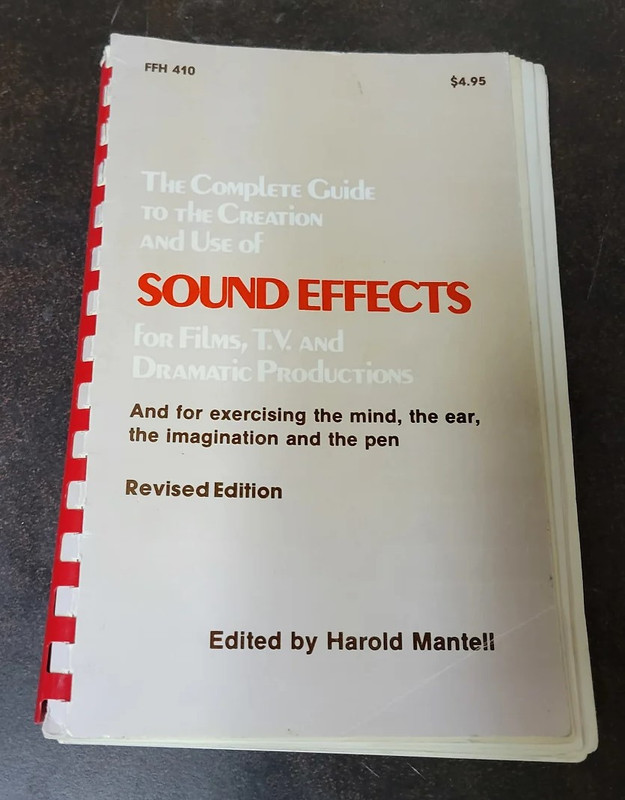 FFH 410
$4.95
The Complete Guide
to the Creation
and Use of
SOUND EFFECTS
for Films, T.V. and
Dramatic Productions
And for exercising the mind, the ear,
the imagination and the pen
Revised Edition
Edited by Harold Mantell